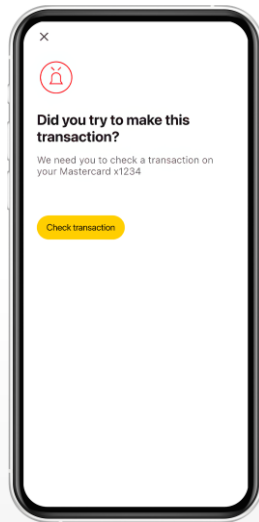 Did you try to make this
transaction?
We need you to check a transaction on
your Mastercard x1234
Check transaction